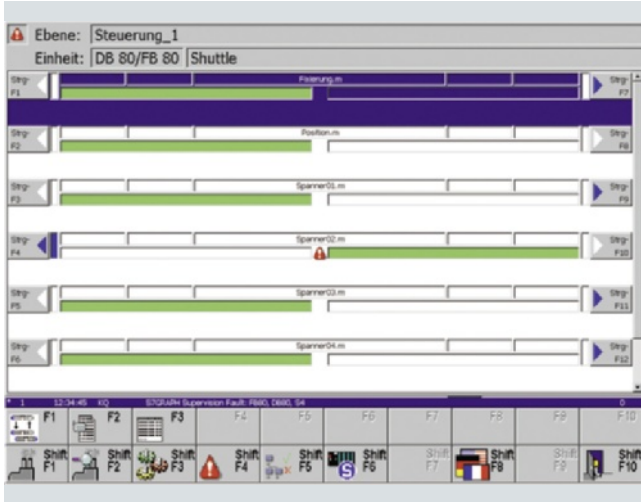 Ebene: Steuerung_1
Einheit: DB 80/FB 80 Shuttle
Strg- Fixierung.m Strg-
F1 F7
Strg- Position.m Strg-
F2 F8
Strg- Spanner01.m Strg-
F3 F9
Strg- Spanner02.m Strg-
F4 F10
Strg- Spanner03.m Strg-
F5 F11
Strg- Spanner04.m Strg-
F6 F12
* 1 12:34:45 KQ S7GRAPH Supervision Fault: FB80, DB80, S4 0
F1 F2 F3 F4 F5 F6 F7 F8 F9 F10
Shift Shift Shift Shift Shift Shift Shift Shift Shift Shift
F1 F2 F3 F4 F5 F6 F7 F8 F9 F10